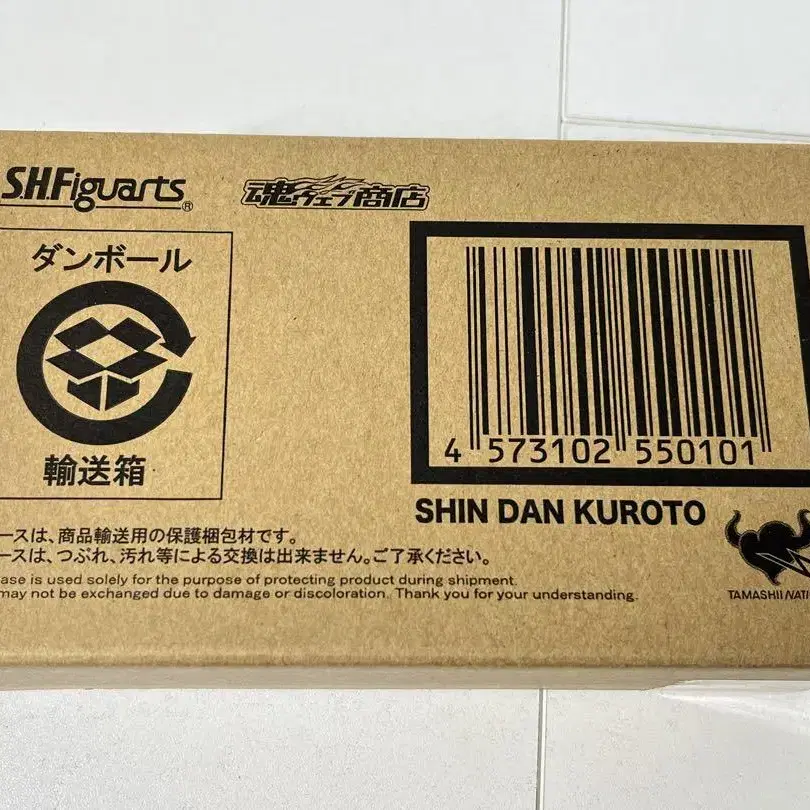 S.H.Figuarts®
魂ウェブ商店
ダンボール
輸送箱
4 573102 550101
SHIN DAN KUROTO
ースは、商品輸送用の保護梱包材です。
ースは、つぶれ、汚れ等による交換は出来ません。ご了承ください。
ase is used solely for the purpose of protecting product during shipment.
may not be exchanged due to damage or discoloration. Thank you for your understanding.
TAMASHII NATI